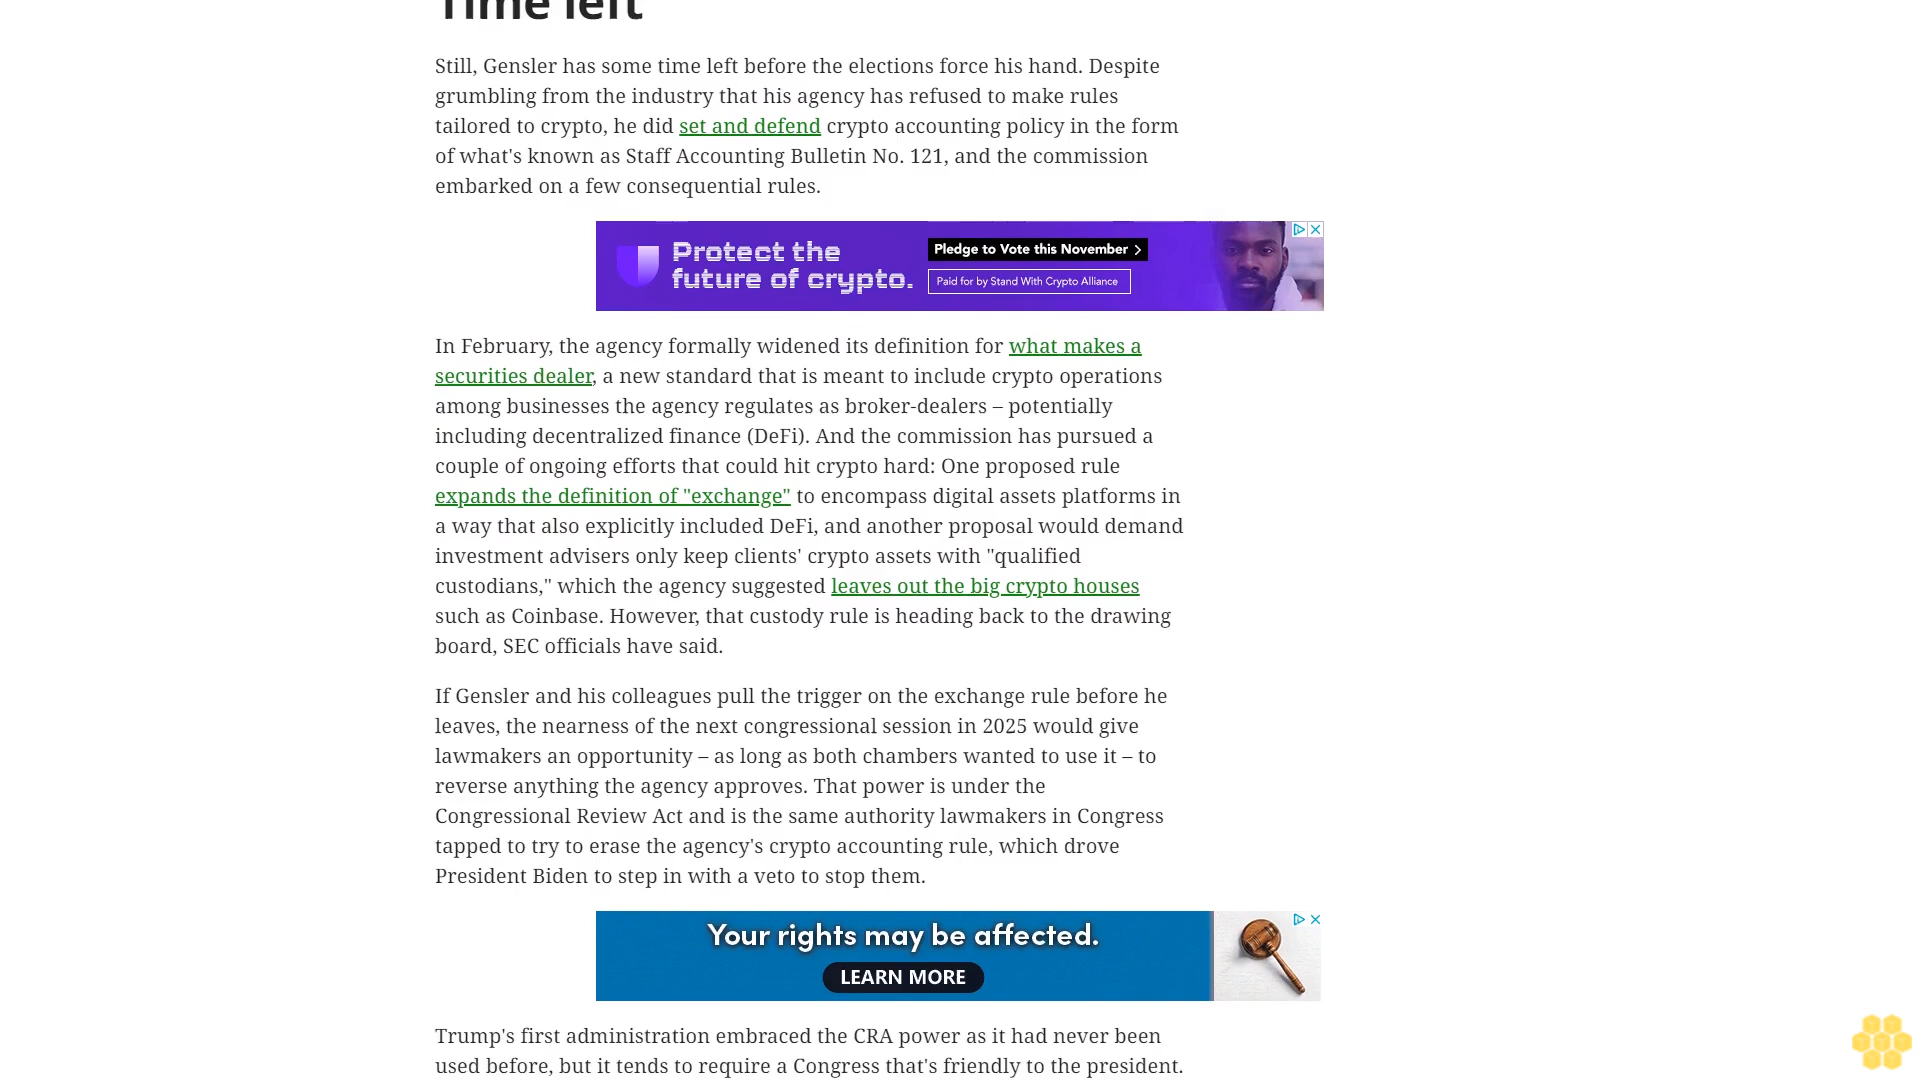 Time left
Still, Gensler has some time left before the elections force his hand. Despite
grumbling from the industry that his agency has refused to make rules
tailored to crypto, he did set and defend crypto accounting policy in the form
of what's known as Staff Accounting Bulletin No. 121, and the commission
embarked on a few consequential rules.
Protect the
future of crypto.
Pledge to Vote this November >
Paid for by Stand With Crypto Alliance
In February, the agency formally widened its definition for what makes a
securities dealer, a new standard that is meant to include crypto operations
among businesses the agency regulates as broker-dealers – potentially
including decentralized finance (DeFi). And the commission has pursued a
couple of ongoing efforts that could hit crypto hard: One proposed rule
expands the definition of "exchange" to encompass digital assets platforms in
a way that also explicitly included DeFi, and another proposal would demand
investment advisers only keep clients' crypto assets with "qualified
custodians," which the agency suggested leaves out the big crypto houses
such as Coinbase. However, that custody rule is heading back to the drawing
board, SEC officials have said.
If Gensler and his colleagues pull the trigger on the exchange rule before he
leaves, the nearness of the next congressional session in 2025 would give
lawmakers an opportunity – as long as both chambers wanted to use it – to
reverse anything the agency approves. That power is under the
Congressional Review Act and is the same authority lawmakers in Congress
tapped to try to erase the agency's crypto accounting rule, which drove
President Biden to step in with a veto to stop them.
Your rights may be affected.
LEARN MORE
Trump's first administration embraced the CRA power as it had never been
used before, but it tends to require a Congress that's friendly to the president.